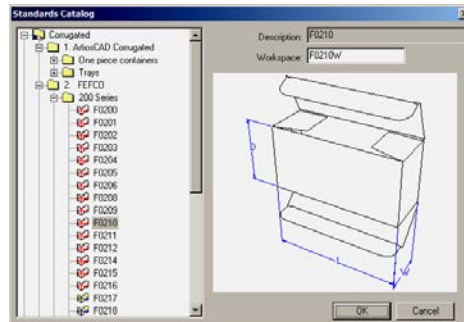 Standards Catalog
Corrugated
1. ArtiosCAD Corrugated
One piece containers
Trays
2. FEFCO
200 Series
F0200
F0201
F0202
F0203
F0204
F0205
F0206
F0208
F0209
F0210
F0211
F0212
F0214
F0215
F0216
F0217
F0218
Description: F0210
Workspace: F0210W
D
L
W
OK
Cancel